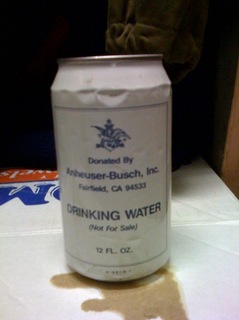 Donated By
Anheuser-Busch, Inc.
Fairfield, CA 94533
DRINKING WATER
(Not For Sale)
12 FL. OZ.